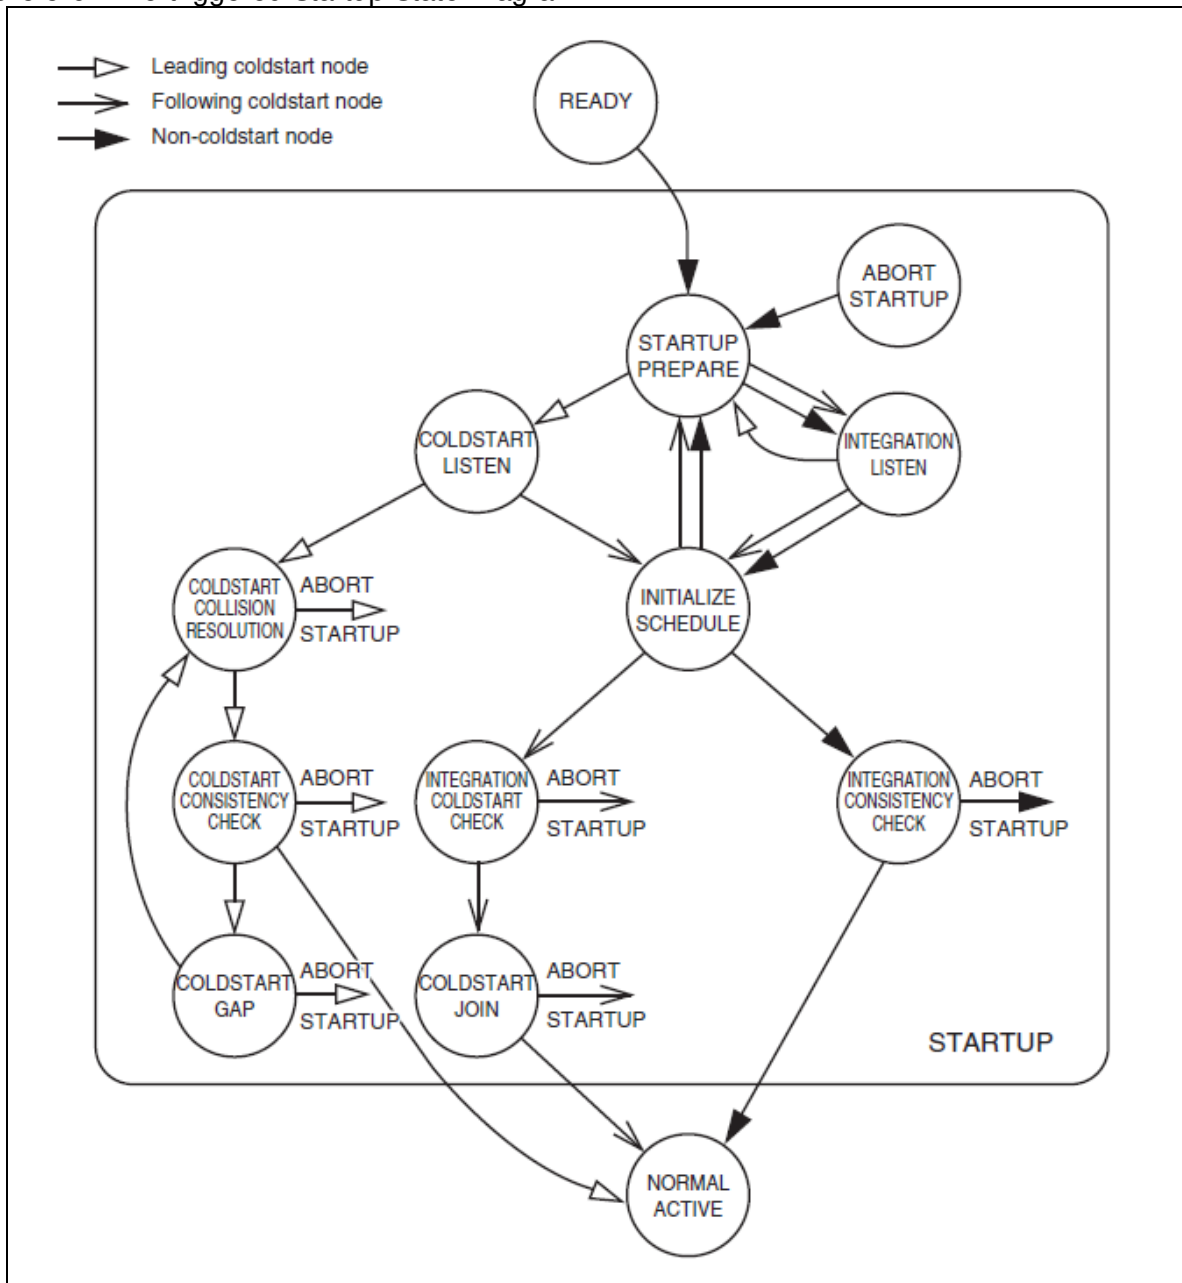 Leading coldstart node
Following coldstart node
Non-coldstart node
READY
ABORT
STARTUP
STARTUP
PREPARE
COLDSTART
LISTEN
INTEGRATION
LISTEN
COLDSTART
COLLISION
RESOLUTION
ABORT
STARTUP
INITIALIZE
SCHEDULE
COLDSTART
CONSISTENCY
CHECK
ABORT
STARTUP
INTEGRATION
COLDSTART
CHECK
ABORT
STARTUP
INTEGRATION
CONSISTENCY
CHECK
ABORT
STARTUP
COLDSTART
GAP
ABORT
STARTUP
COLDSTART
JOIN
ABORT
STARTUP
STARTUP
NORMAL
ACTIVE